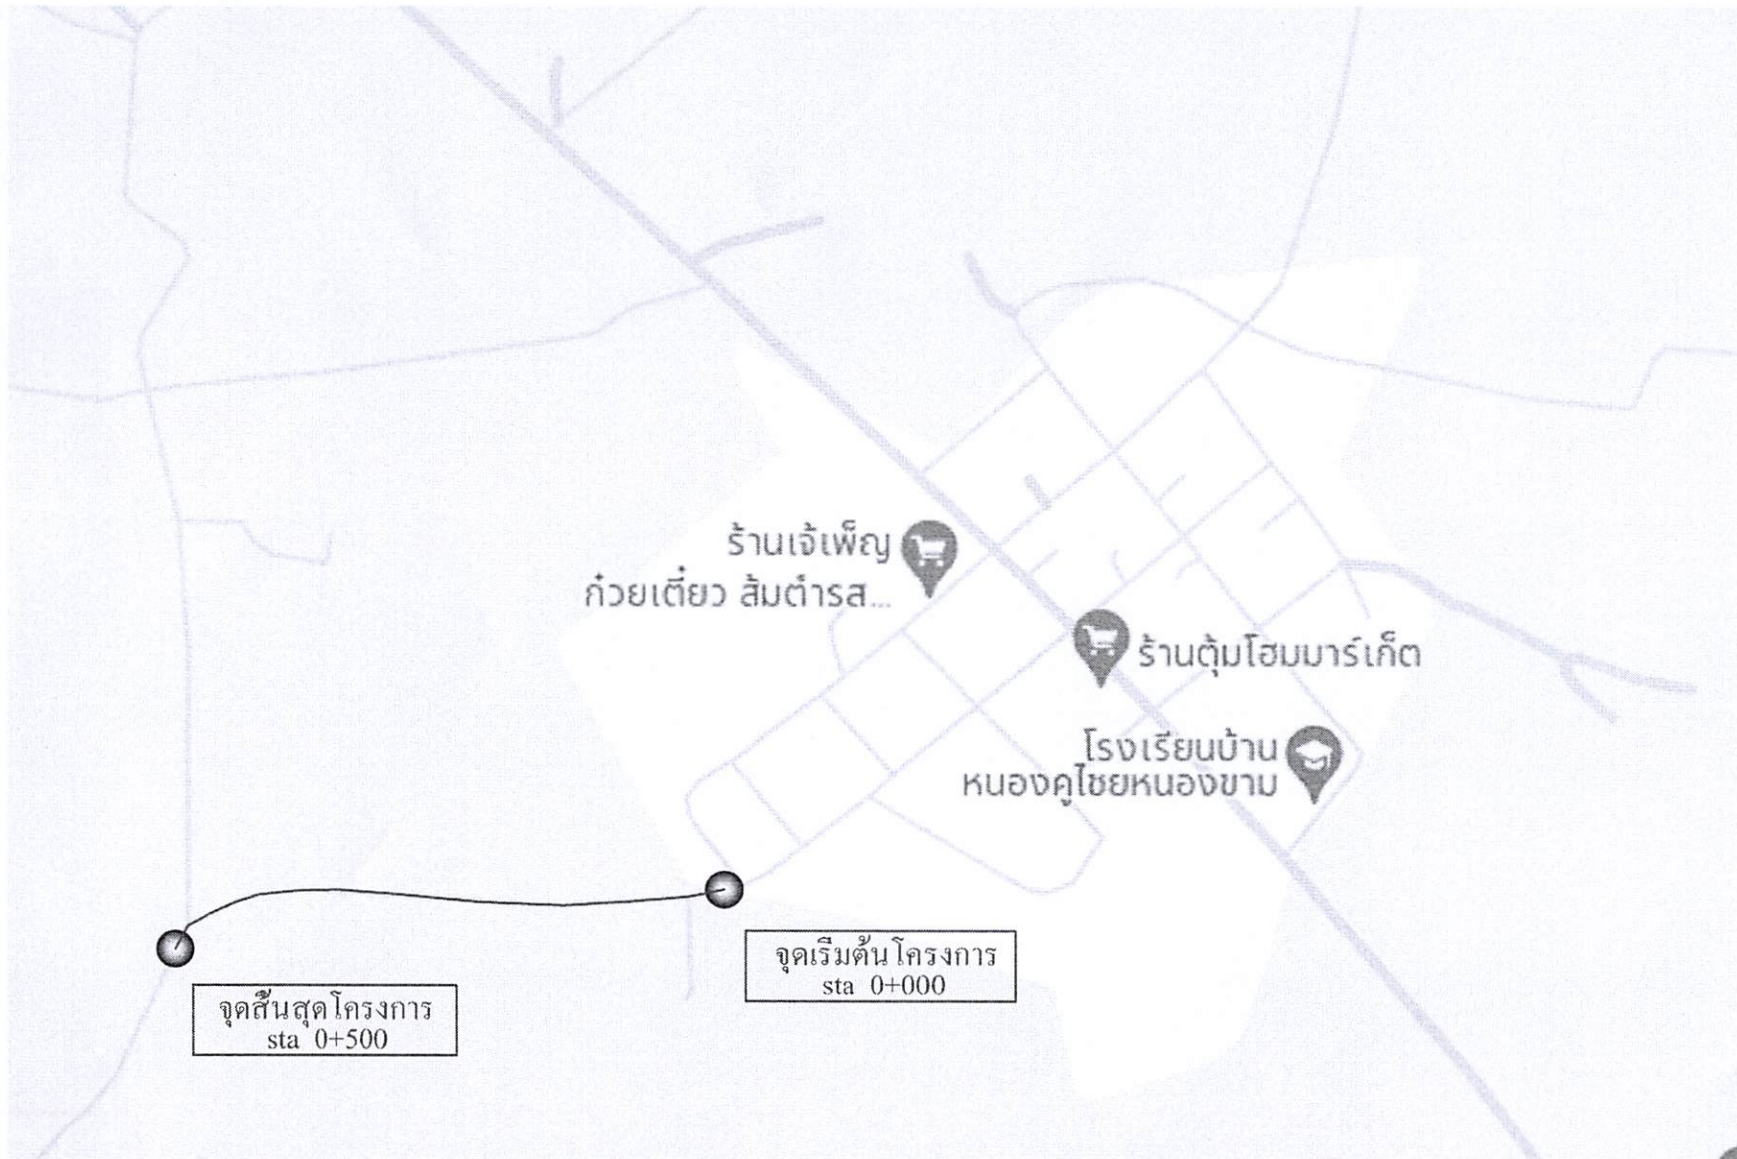 ร้านเจ้เพ็ญ
ก๋วยเตี๋ยว ส้มตำรส...
ร้านตุ้มโฮมมาร์เก็ต
โรงเรียนบ้าน
หนองคูไชยหนองขาม
จุดเริ่มต้นโครงการ
sta 0+000
จุดสิ้นสุดโครงการ
sta 0+500